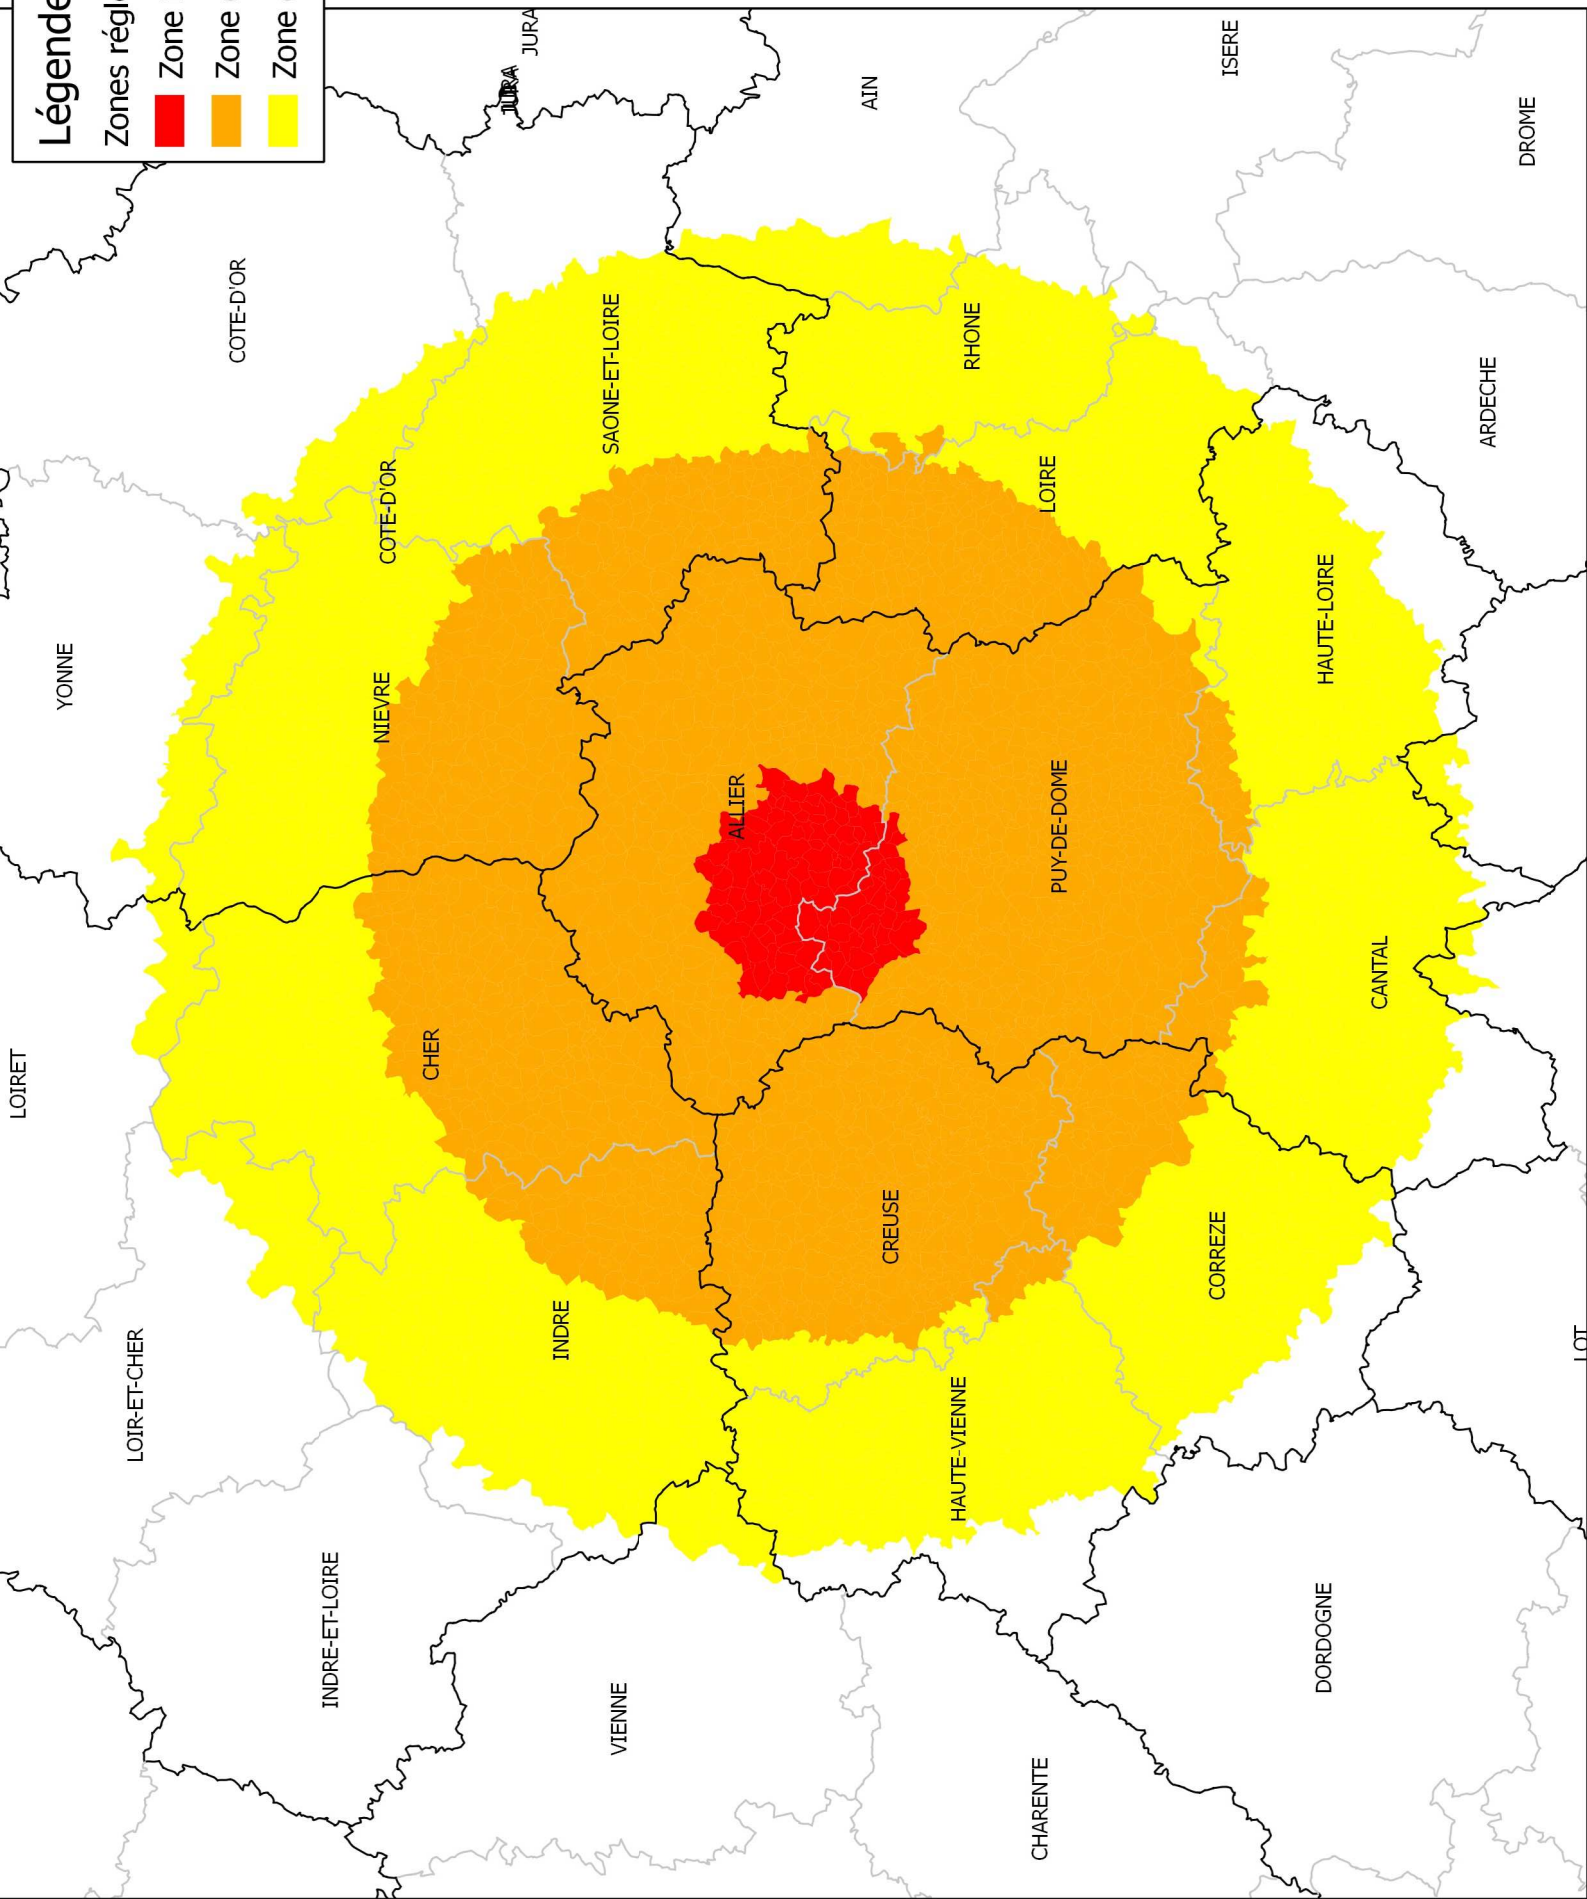 Légende
Zones régle
Zone
Zone
Zone
JURA
JURA
AIN
ISERE
DROME
COTE-D'OR
SAONE-ET-LOIRE
RHONE
ARDECHE
COTE-D'OR
LOIRE
HAUTE-LOIRE
YONNE
NIEVRE
ALLIER
PUY-DE-DOME
CANTAL
LOIRET
CHER
CREUSE
CORREZE
INDRE
LOIR-ET-CHER
HAUTE-VIENNE
LOT
INDRE-ET-LOIRE
DORDOGNE
VIENNE
CHARENTE